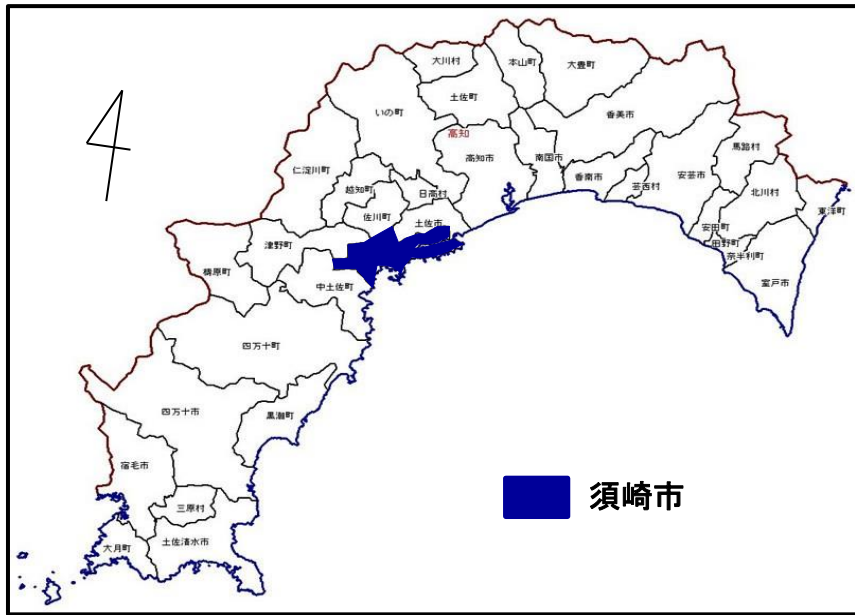 大川村
本山町
大豊町
土佐町
いの町
香美市
高知
高知市
南国市
馬路村
仁淀川町
越知町
日高村
香南市
安芸市
芸西村
北川村
佐川町
土佐市
東洋町
安田町
田野町
奈半利町
津野町
梼原町
中土佐町
室戸市
四万十町
四万十市
黒潮町
宿毛市
三原村
大月町
土佐清水市
須崎市